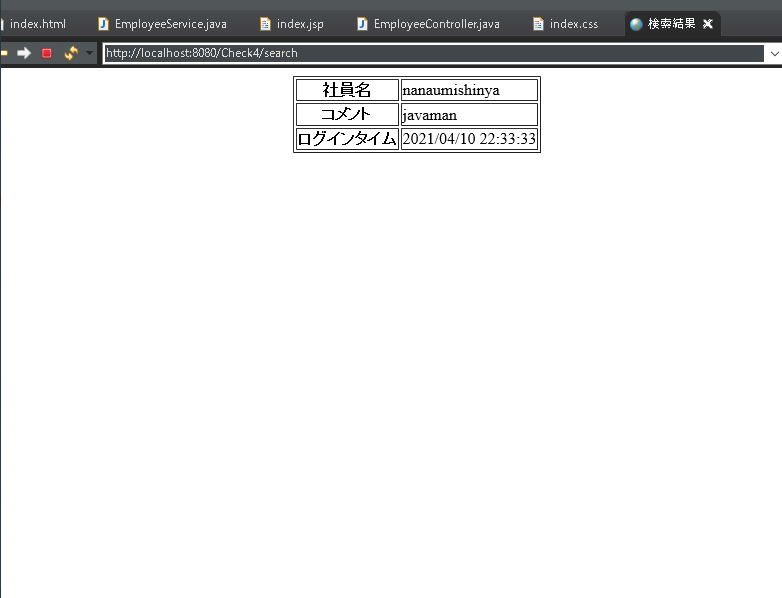 index.html EmployeeService.java index.jsp EmployeeController.java index.css 検索結果
http://localhost:8080/Check4/search
社員名 nanaumishinya
コメント javaman
ログインタイム 2021/04/10 22:33:33